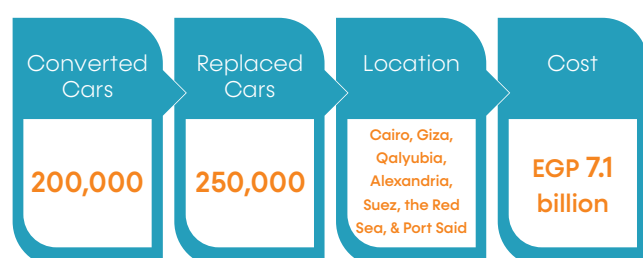 Converted
Cars
200,000
Replaced
Cars
250,000
Location
Cairo, Giza,
Qalyubia,
Alexandria,
Suez, the Red
Sea, & Port Said
Cost
EGP 7.1
billion